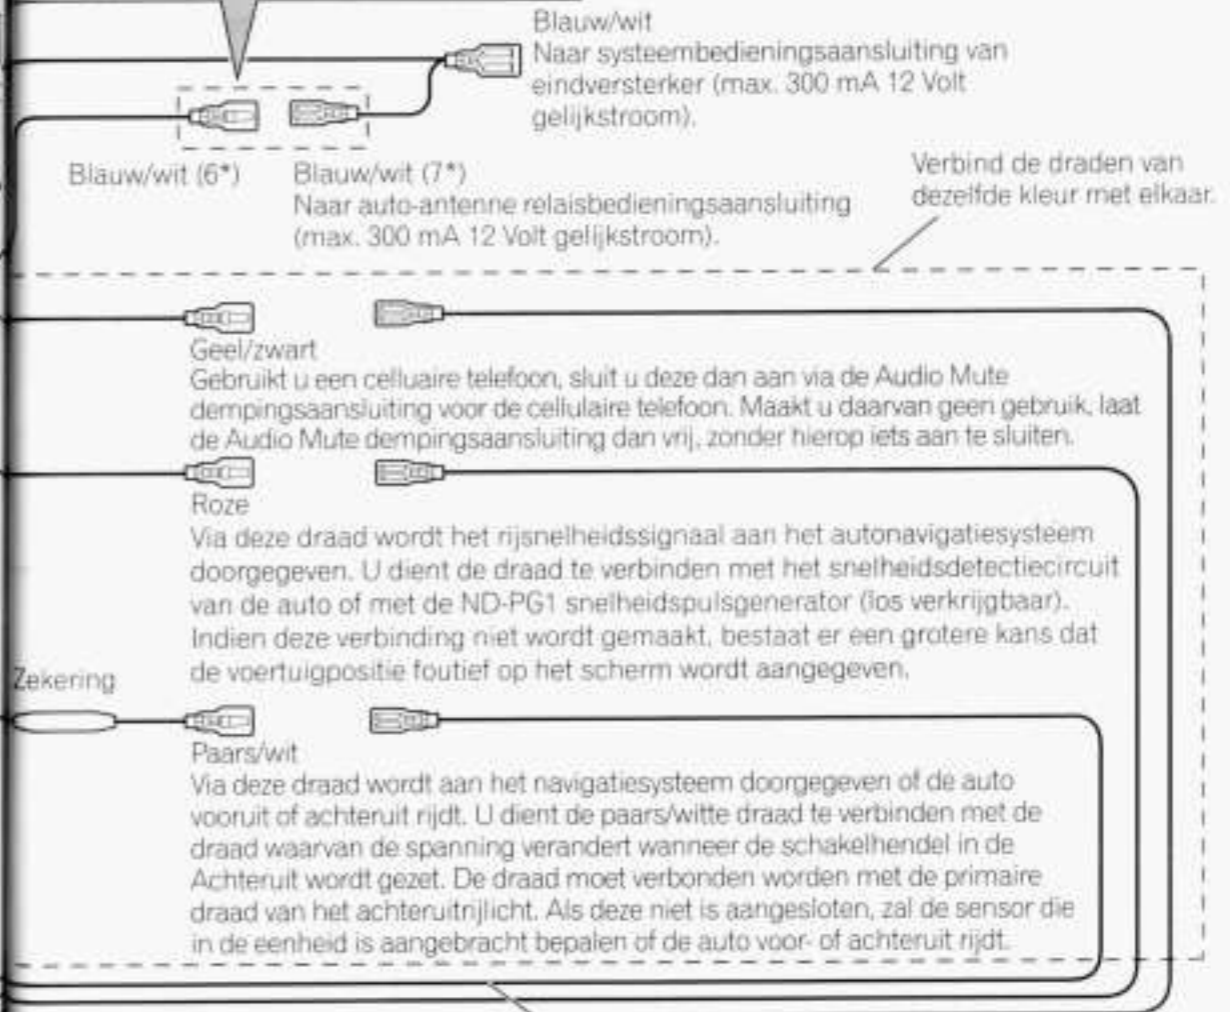 Blauw/wit
Naar systeembedieningsaansluiting van
eindversterker (max. 300 mA 12 Volt
gelijkstroom).
Blauw/wit (6*)
Blauw/wit (7*)
Naar auto-antenne relaisbedieningsaansluiting
(max. 300 mA 12 Volt gelijkstroom).
Verbind de draden van
dezelfde kleur met elkaar.
Geel/zwart
Gebruikt u een celluaire telefoon, sluit u deze dan aan via de Audio Mute
dempingsaansluiting voor de cellulaire telefoon. Maakt u daarvan geen gebruik, laat
de Audio Mute dempingsaansluiting dan vrij, zonder hierop iets aan te sluiten.
Roze
Via deze draad wordt het rijsnelheidssignaal aan het autonavigatiesysteem
doorgegeven. U dient de draad te verbinden met het snelheidsdetectiecircuit
van de auto of met de ND-PG1 snelheidspulsgenerator (los verkrijgbaar).
Indien deze verbinding niet wordt gemaakt, bestaat er een grotere kans dat
de voertuigpositie foutief op het scherm wordt aangegeven.
Zekering
Paars/wit
Via deze draad wordt aan het navigatiesysteem doorgegeven of de auto
vooruit of achteruit rijdt. U dient de paars/witte draad te verbinden met de
draad waarvan de spanning verandert wanneer de schakelhendel in de
Achteruit wordt gezet. De draad moet verbonden worden met de primaire
draad van het achteruitrijlicht. Als deze niet is aangesloten, zal de sensor die
in de eenheid is aangebracht bepalen of de auto voor- of achteruit rijdt.